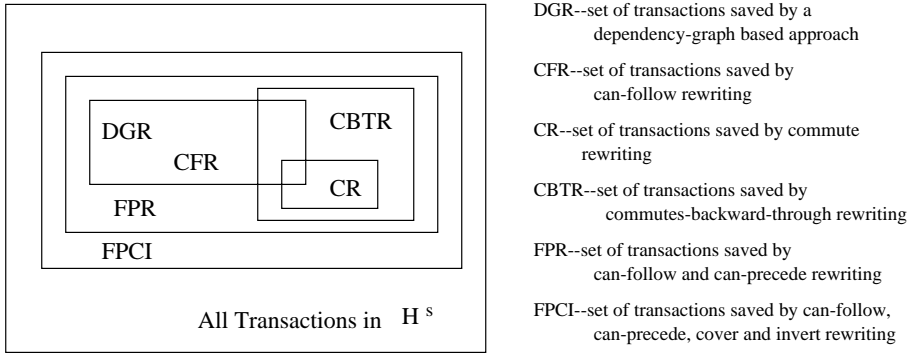 DGR
CBTR
CFR
CR
FPR
FPCI
All Transactions in H s
DGR--set of transactions saved by a
dependency-graph based approach
CFR--set of transactions saved by
can-follow rewriting
CR--set of transactions saved by commute
rewriting
CBTR--set of transactions saved by
commutes-backward-through rewriting
FPR--set of transactions saved by
can-follow and can-precede rewriting
FPCI--set of transactions saved by can-follow,
can-precede, cover and invert rewriting